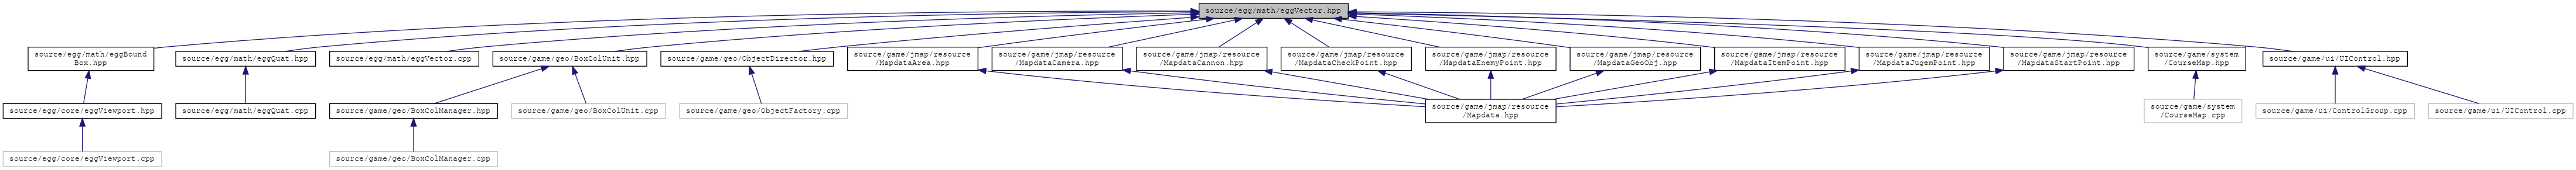 source/egg/math/eggVector.hpp
source/egg/math/eggBound
Box.hpp
source/egg/math/eggQuat.hpp
source/egg/math/eggVector.cpp
source/game/geo/BoxColUnit.hpp
source/game/geo/ObjectDirector.hpp
source/game/jmap/resource
/MapdataArea.hpp
source/game/jmap/resource
/MapdataCamera.hpp
source/game/jmap/resource
/MapdataCannon.hpp
source/game/jmap/resource
/MapdataCheckPoint.hpp
source/game/jmap/resource
/MapdataEnemyPoint.hpp
source/game/jmap/resource
/MapdataGeoObj.hpp
source/game/jmap/resource
/MapdataItemPoint.hpp
source/game/jmap/resource
/MapdataJugemPoint.hpp
source/game/jmap/resource
/MapdataStartPoint.hpp
source/game/system
/CourseMap.hpp
source/game/ui/UIControl.hpp
source/egg/core/eggViewport.hpp
source/egg/math/eggQuat.cpp
source/game/geo/BoxColManager.hpp
source/game/geo/BoxColUnit.cpp
source/game/geo/ObjectFactory.cpp
source/game/jmap/resource
/Mapdata.hpp
source/game/system
/CourseMap.cpp
source/game/ui/ControlGroup.cpp
source/game/ui/UIControl.cpp
source/egg/core/eggViewport.cpp
source/game/geo/BoxColManager.cpp